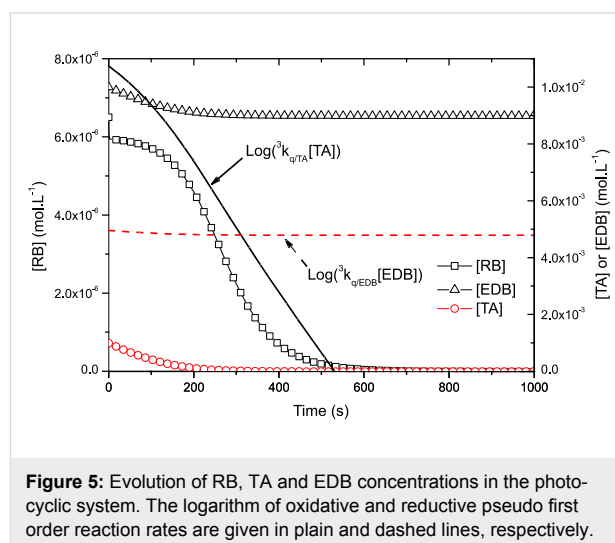 8.0x10⁻⁶
6.0x10⁻⁶
4.0x10⁻⁶
2.0x10⁻⁶
0.0
[RB] (mol.L⁻¹)
1.0x10⁻²
8.0x10⁻³
6.0x10⁻³
4.0x10⁻³
2.0x10⁻³
0.0
[TA] or [EDB] (mol.L⁻¹)
Log(³k q/TA[TA])
Log(³k q/EDB[EDB])
[RB]
[EDB]
[TA]
0 200 400 600 800 1000
Time (s)
Figure 5: Evolution of RB, TA and EDB concentrations in the photo-
cyclic system. The logarithm of oxidative and reductive pseudo first
order reaction rates are given in plain and dashed lines, respectively.